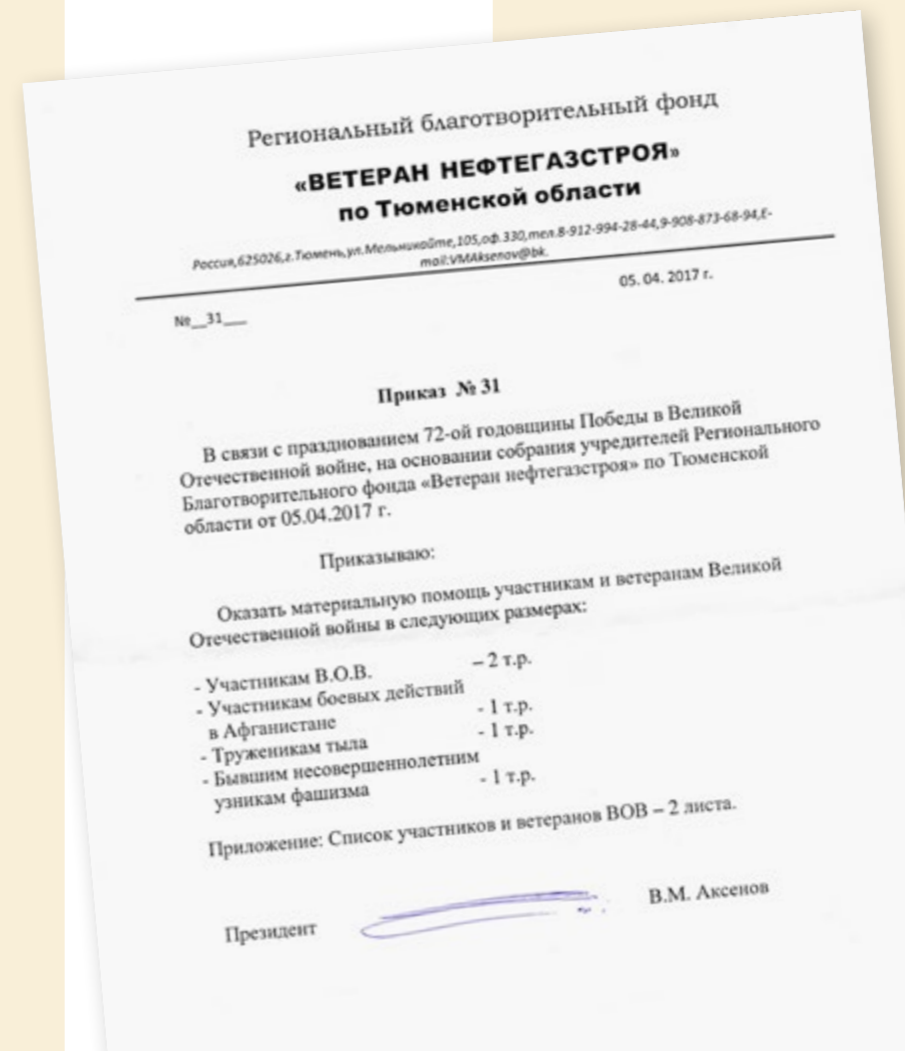 Региональный благотворительный фонд
«ВЕТЕРАН НЕФТЕГАЗСТРОЯ»
по Тюменской области
Россия,625026,г.Тюмень,ул.Мельникайте,105,оф.330,тел.8-912-994-28-44,9-908-873-68-94,E-
mail:VMAksenov@bk.
05. 04. 2017 г.
№__31___
Приказ № 31
В связи с празднованием 72-ой годовщины Победы в Великой
Отечественной войне, на основании собрания учредителей Регионального
Благотворительного фонда «Ветеран нефтегазстроя» по Тюменской
области от 05.04.2017 г.
Приказываю:
Оказать материальную помощь участникам и ветеранам Великой
Отечественной войны в следующих размерах:
- Участникам В.О.В. – 2 т.р.
- Участникам боевых действий
в Афганистане - 1 т.р.
- Труженикам тыла - 1 т.р.
- Бывшим несовершеннолетним
узникам фашизма - 1 т.р.
Приложение: Список участников и ветеранов ВОВ – 2 листа.
Президент В.М. Аксенов